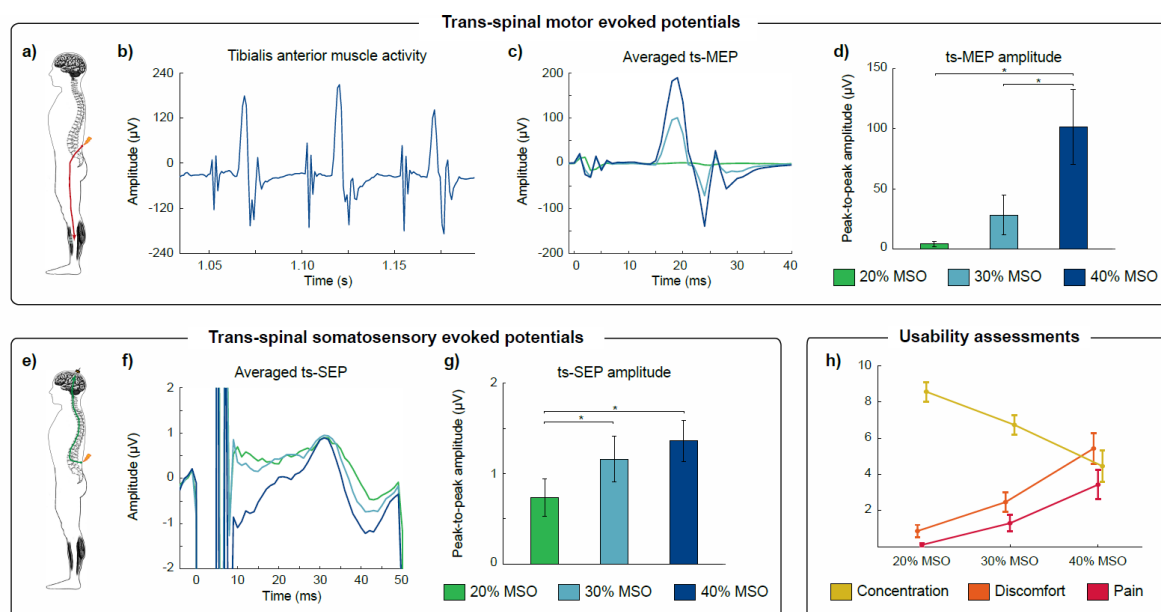 Trans-spinal motor evoked potentials
a)
b)
Tibialis anterior muscle activity
Amplitude (µV)
240
120
0
-120
-240
1.05
1.10
1.15
Time (s)
c)
Averaged ts-MEP
Amplitude (µV)
200
100
0
-100
200
0
10
20
30
40
Time (ms)
d)
ts-MEP amplitude
Peak-to-peak amplitude (µV)
150
100
50
0
*
*
20% MSO
30% MSO
40% MSO
Trans-spinal somatosensory evoked potentials
e)
f)
Averaged ts-SEP
Amplitude (µV)
2
1
0
-1
-2
0
10
20
30
40
50
Time (ms)
g)
ts-SEP amplitude
Peak-to-peak amplitude (µV)
2
1
0
*
*
20% MSO
30% MSO
40% MSO
Usability assessments
h)
10
8
6
4
2
20% MSO
30% MSO
40% MSO
Concentration
Discomfort
Pain